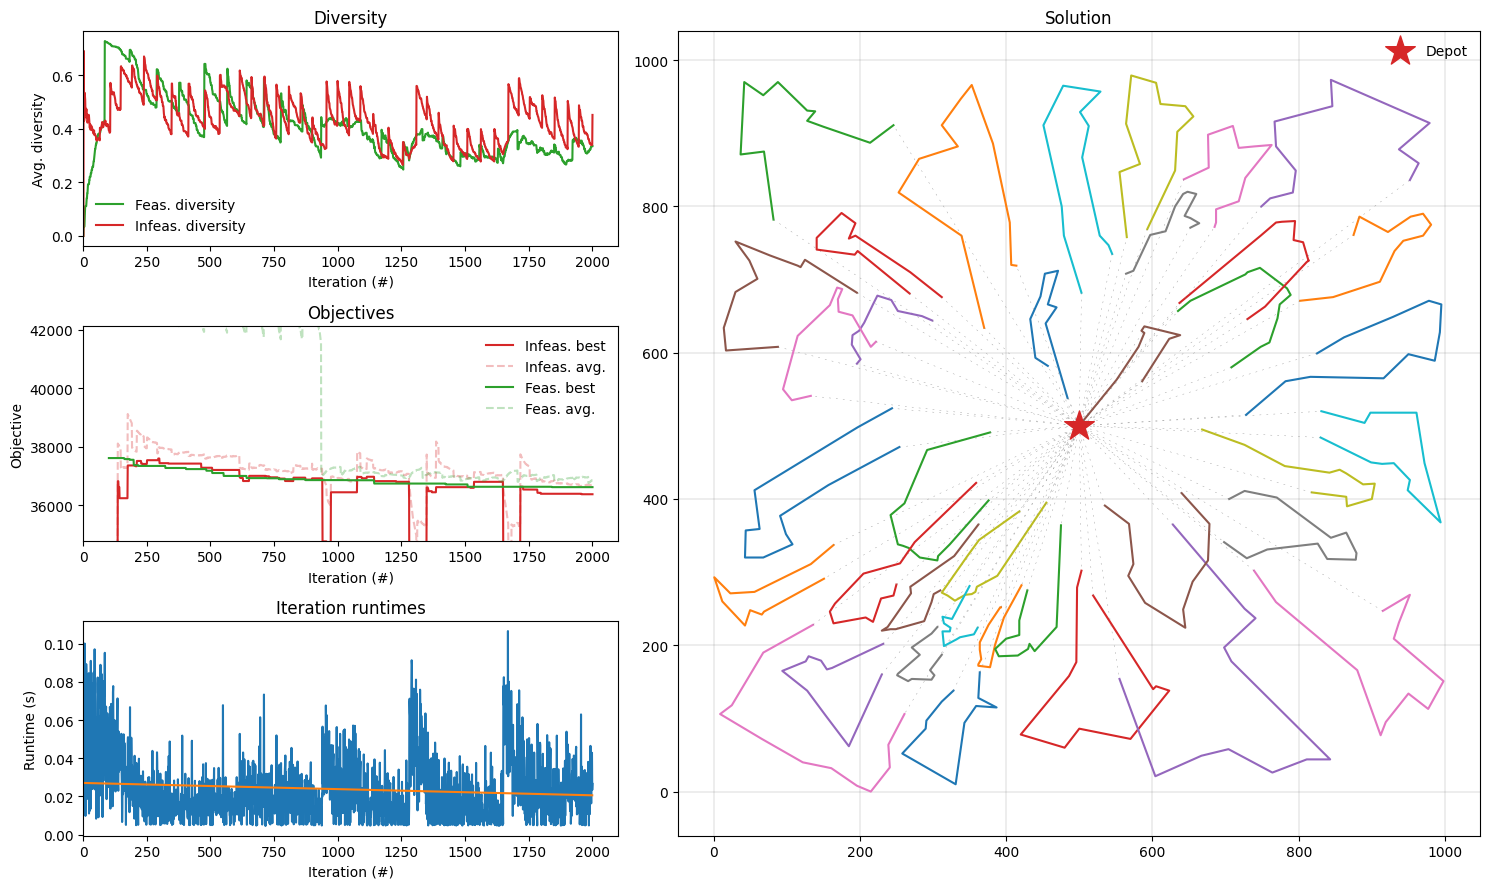 Diversity
Avg. diversity
0.6
0.4
0.2
0.0
Feas. diversity
Infeas. diversity
0 250 500 750 1000 1250 1500 1750 2000
Iteration (#)
Objectives
Objective
42000
40000
38000
36000
Infeas. best
Infeas. avg.
Feas. best
Feas. avg.
0 250 500 750 1000 1250 1500 1750 2000
Iteration (#)
Iteration runtimes
Runtime (s)
0.10
0.08
0.06
0.04
0.02
0.00
0 250 500 750 1000 1250 1500 1750 2000
Iteration (#)
Solution
Depot
1000
800
600
400
200
0
0 200 400 600 800 1000